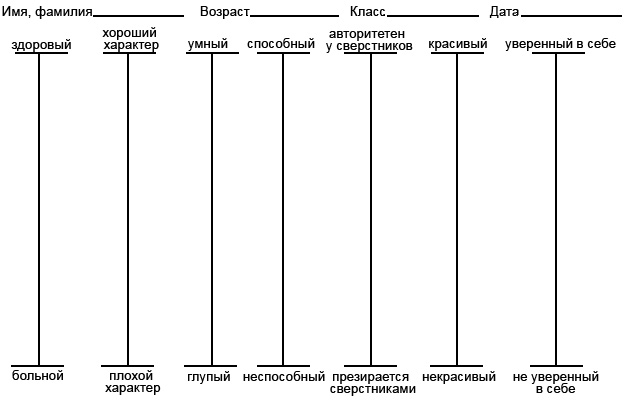 Имя, фамилия Возраст Класс Дата
здоровый
хороший
характер
умный
способный
авторитетен
у сверстников
красивый
уверенный в себе
больной
плохой
характер
глупый
неспособный
презирается
сверстниками
некрасивый
не уверенный
в себе